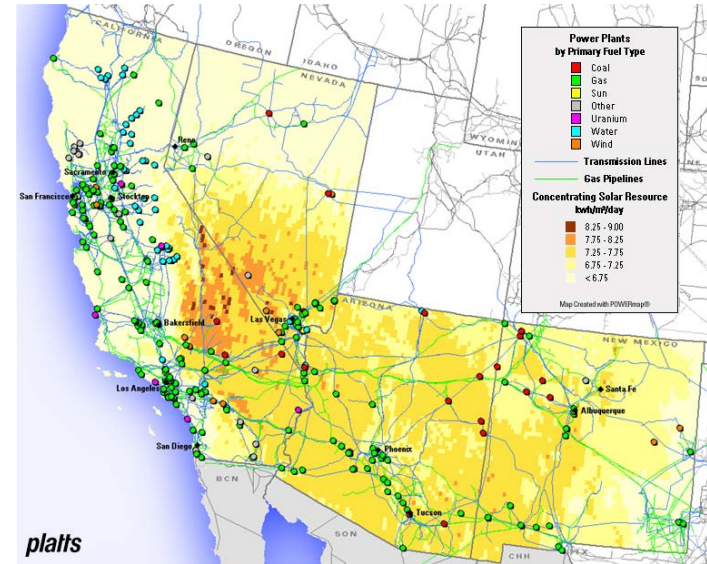 CALIFORNIA
OREGON
IDAHO
NEVADA
WYOMING
UTAH
Power Plants
by Primary Fuel Type
Coal
Gas
Sun
Other
Uranium
Water
Wind
Transmission Lines
Gas Pipelines
Concentrating Solar Resource
kwh/m²/day
8.25 - 9.00
7.75 - 8.25
7.25 - 7.75
6.75 - 7.25
< 6.75
Map Created with POWERmap®
Reno
Sacramento
San Francisco
Stockton
ARIZONA
Las Vegas
Bakersfield
NEW MEXICO
Los Angeles
Santa Fe
Albuquerque
San Diego
Phoenix
BCN
Tucson
SON
CHH
TX
platts